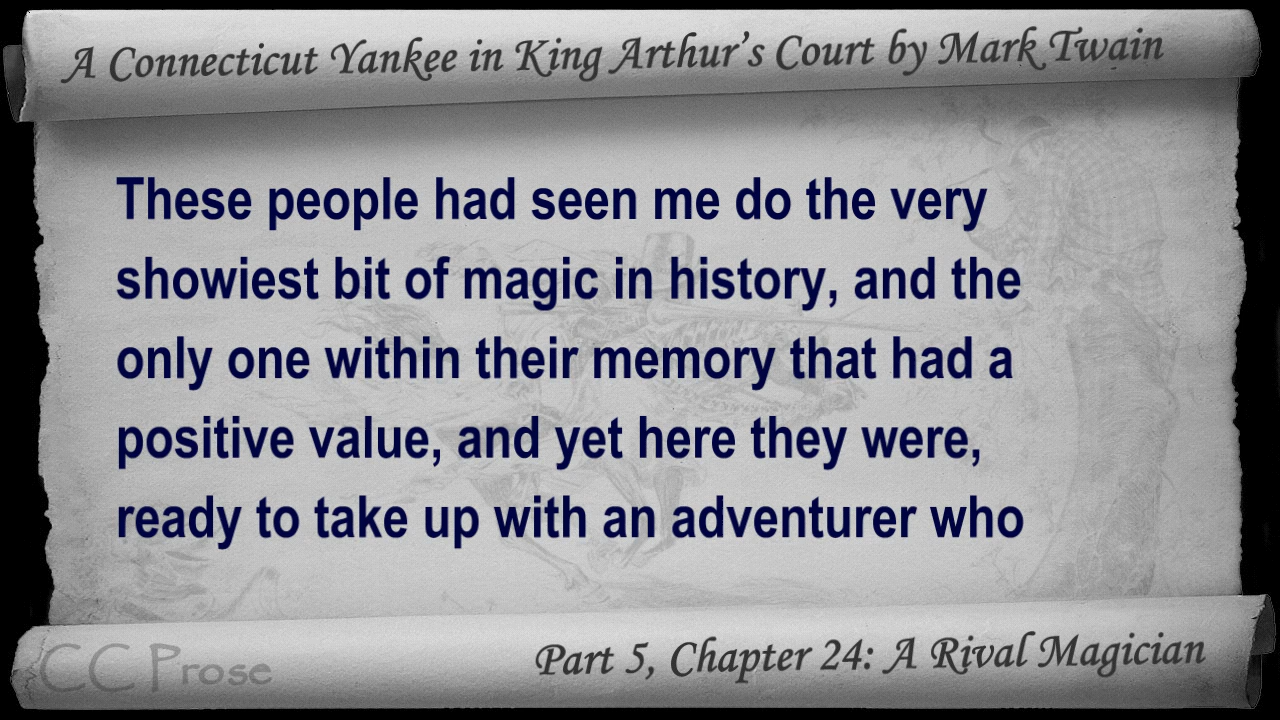 A Connecticut Yankee in King Arthur's Court by Mark Twain
These people had seen me do the very
showiest bit of magic in history, and the
only one within their memory that had a
positive value, and yet here they were,
ready to take up with an adventurer who
CC Prose
Part 5, Chapter 24: A Rival Magician